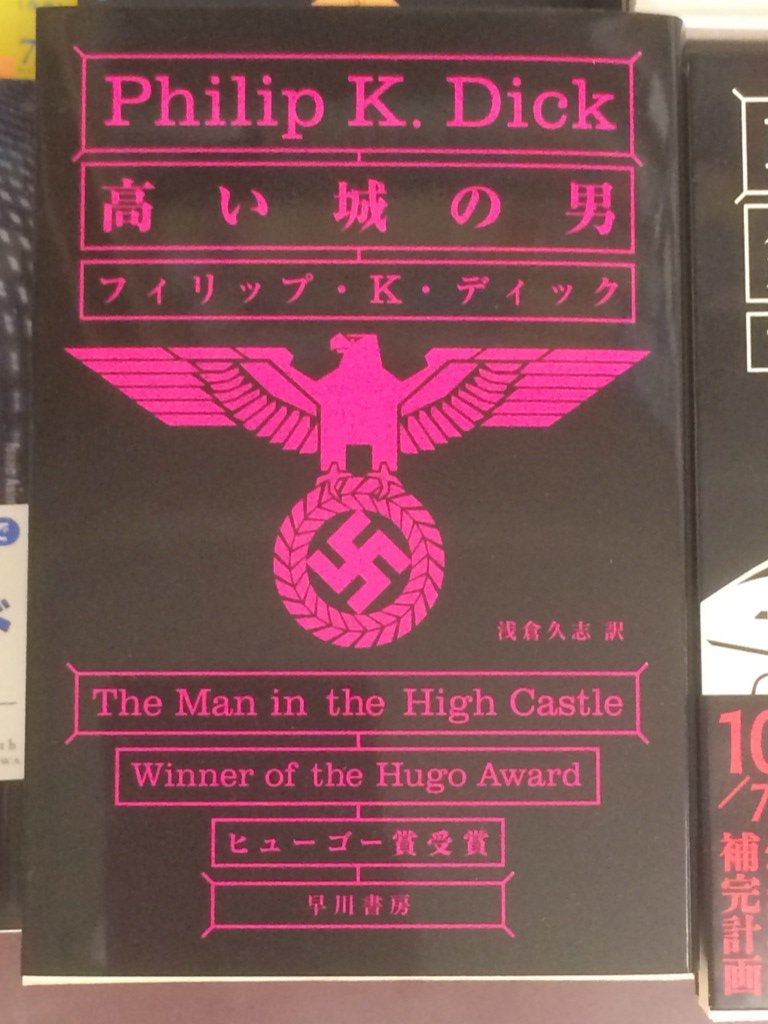 Philip K. Dick
高い城の男
フィリップ・K・ディック
浅倉久志 訳
The Man in the High Castle
Winner of the Hugo Award
ヒューゴー賞受賞
早川書房
10
/7
補完計画